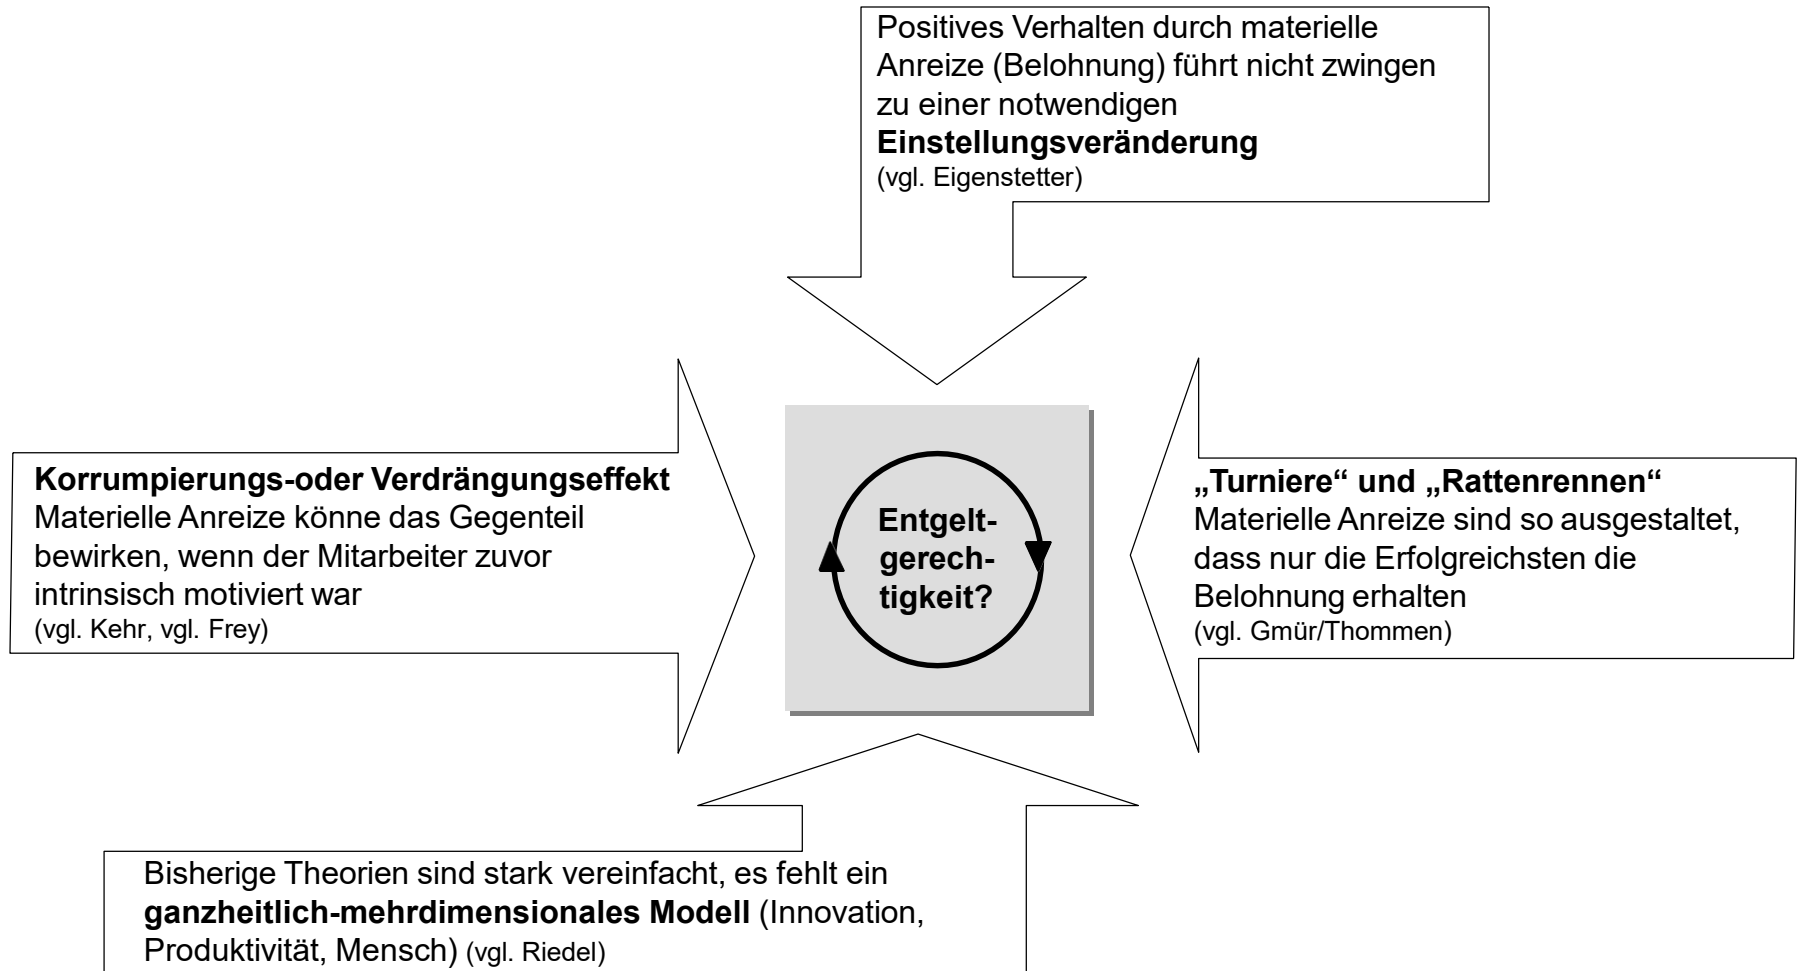 Positives Verhalten durch materielle
Anreize (Belohnung) führt nicht zwingen
zu einer notwendigen
Einstellungsveränderung
(vgl. Eigenstetter)
Korrumpierungs-oder Verdrängungseffekt
Materielle Anreize könne das Gegenteil
bewirken, wenn der Mitarbeiter zuvor
intrinsisch motiviert war
(vgl. Kehr, vgl. Frey)
Entgelt-
gerech-
tigkeit?
„Turniere“ und „Rattenrennen“
Materielle Anreize sind so ausgestaltet,
dass nur die Erfolgreichsten die
Belohnung erhalten
(vgl. Gmür/Thommen)
Bisherige Theorien sind stark vereinfacht, es fehlt ein
ganzheitlich-mehrdimensionales Modell (Innovation,
Produktivität, Mensch) (vgl. Riedel)